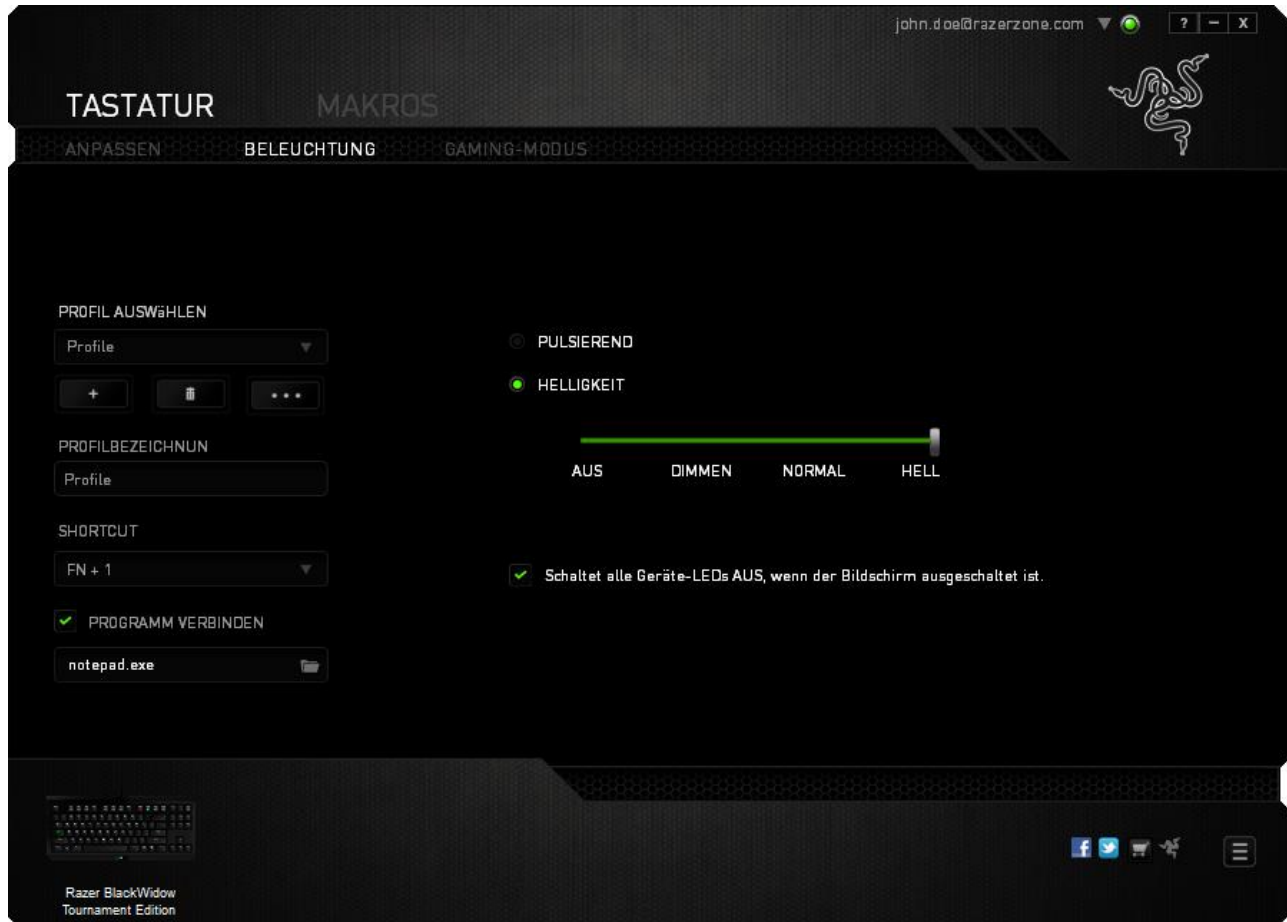 john.doe@razerzone.com
? – X
TASTATUR MAKROS
ANPASSEN BELEUCHTUNG GAMING-MODUS
PROFIL AUSWäHLEN
Profile
+ ...
PROFILBEZEICHNUN
Profile
SHORTCUT
FN + 1
PROGRAMM VERBINDEN
notepad.exe
PULSIEREND
HELLIGKEIT
AUS DIMMEN NORMAL HELL
Schaltet alle Geräte-LEDs AUS, wenn der Bildschirm ausgeschaltet ist.
Razer BlackWidow
Tournament Edition